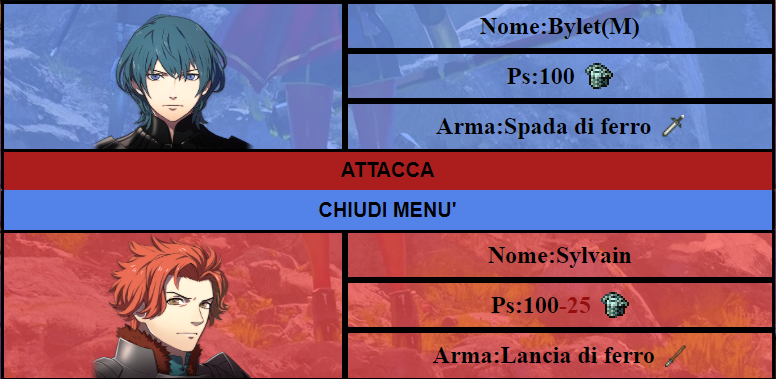 Nome:Bylet(M)
Ps:100
Arma:Spada di ferro
ATTACCA
CHIUDI MENU'
Nome:Sylvain
Ps:100-25
Arma:Lancia di ferro